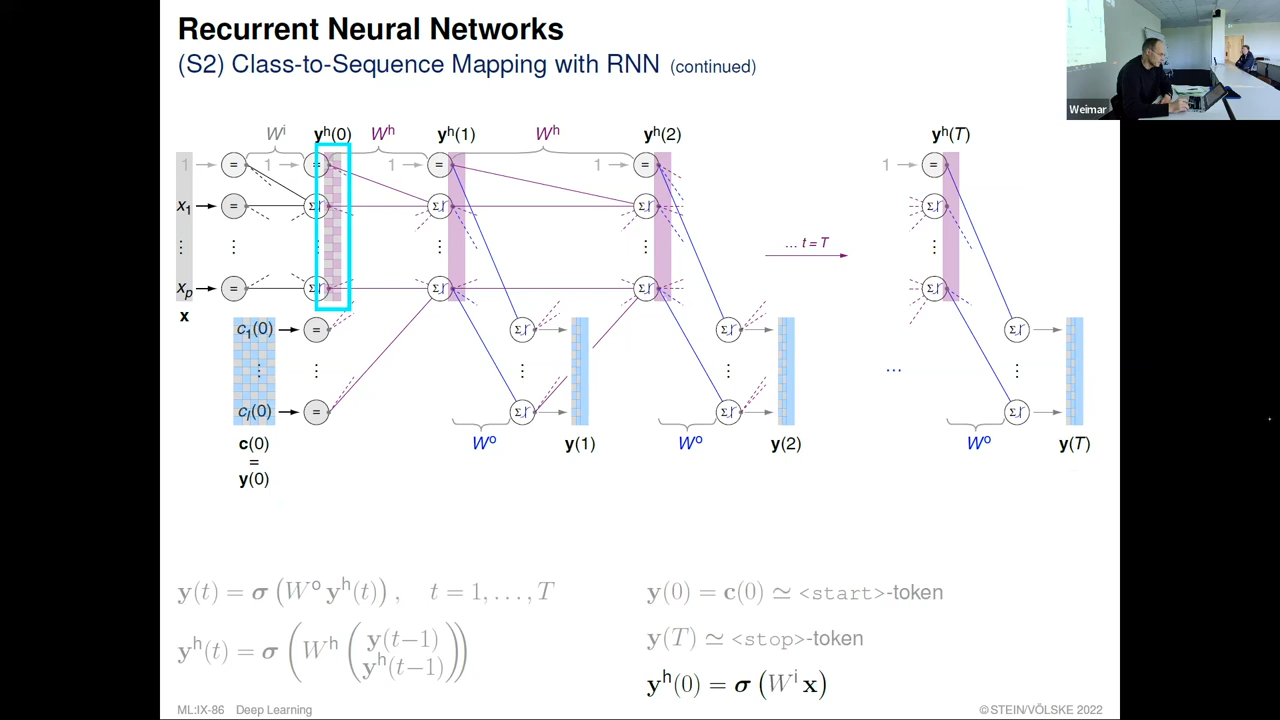 Recurrent Neural Networks
(S2) Class-to-Sequence Mapping with RNN (continued)
Weimar
Wⁱ yʰ(0) Wʰ yʰ(1) Wʰ yʰ(2) yʰ(T)
1 → = 1 → = 1 → = 1 → = 1 → =
x₁ → = Σ Σ Σ Σ
⋮ ⋮ ⋮ ⋮ ⋮ ⋮
... t = T
xₚ → = Σ Σ Σ Σ
x
c₁(0) → = Σ Σ Σ
⋮ ⋮ ⋮ ⋮ ... ⋮
cₗ(0) → = Σ Σ Σ
c(0) Wᵒ y(1) Wᵒ y(2) Wᵒ y(T)
=
y(0)
y(t) = σ (Wᵒ yʰ(t)), t = 1, . . . , T
yʰ(t) = σ (Wʰ (y(t−1) yʰ(t−1)))
y(0) = c(0) ≃ <start>-token
y(T) ≃ <stop>-token
yʰ(0) = σ (Wⁱ x)
ML:IX-86 Deep Learning
© STEIN/VÖLSKE 2022